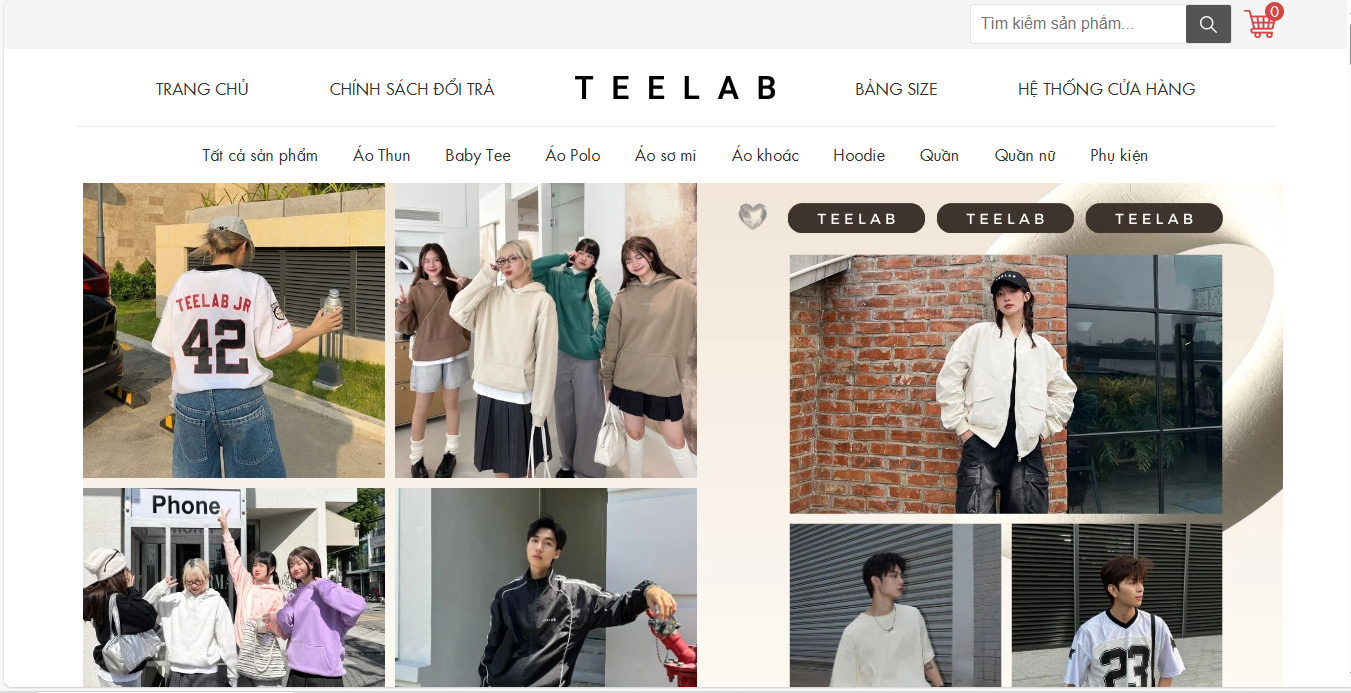 Tìm kiếm sản phẩm...
0
TRANG CHỦ
CHÍNH SÁCH ĐỔI TRẢ
TEELAB
BẢNG SIZE
HỆ THỐNG CỬA HÀNG
Tất cả sản phẩm
Áo Thun
Baby Tee
Áo Polo
Áo sơ mi
Áo khoác
Hoodie
Quần
Quần nữ
Phụ kiện
TEELAB
TEELAB
TEELAB
TEELAB JR
42
Phone
23